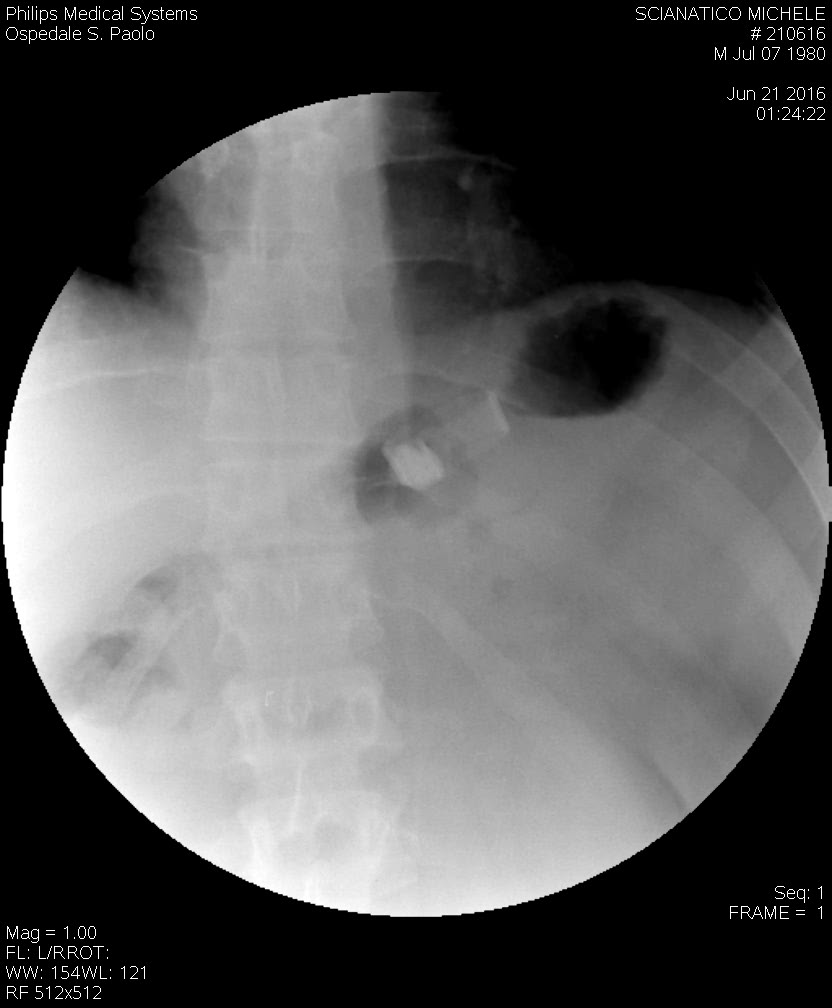 Philips Medical Systems
Ospedale S. Paolo
SCIANATICO MICHELE
# 210616
M Jul 07 1980
Jun 21 2016
01:24:22
Seq: 1
FRAME = 1
Mag = 1.00
FL: L/RROT:
WW: 154WL: 121
RF 512x512